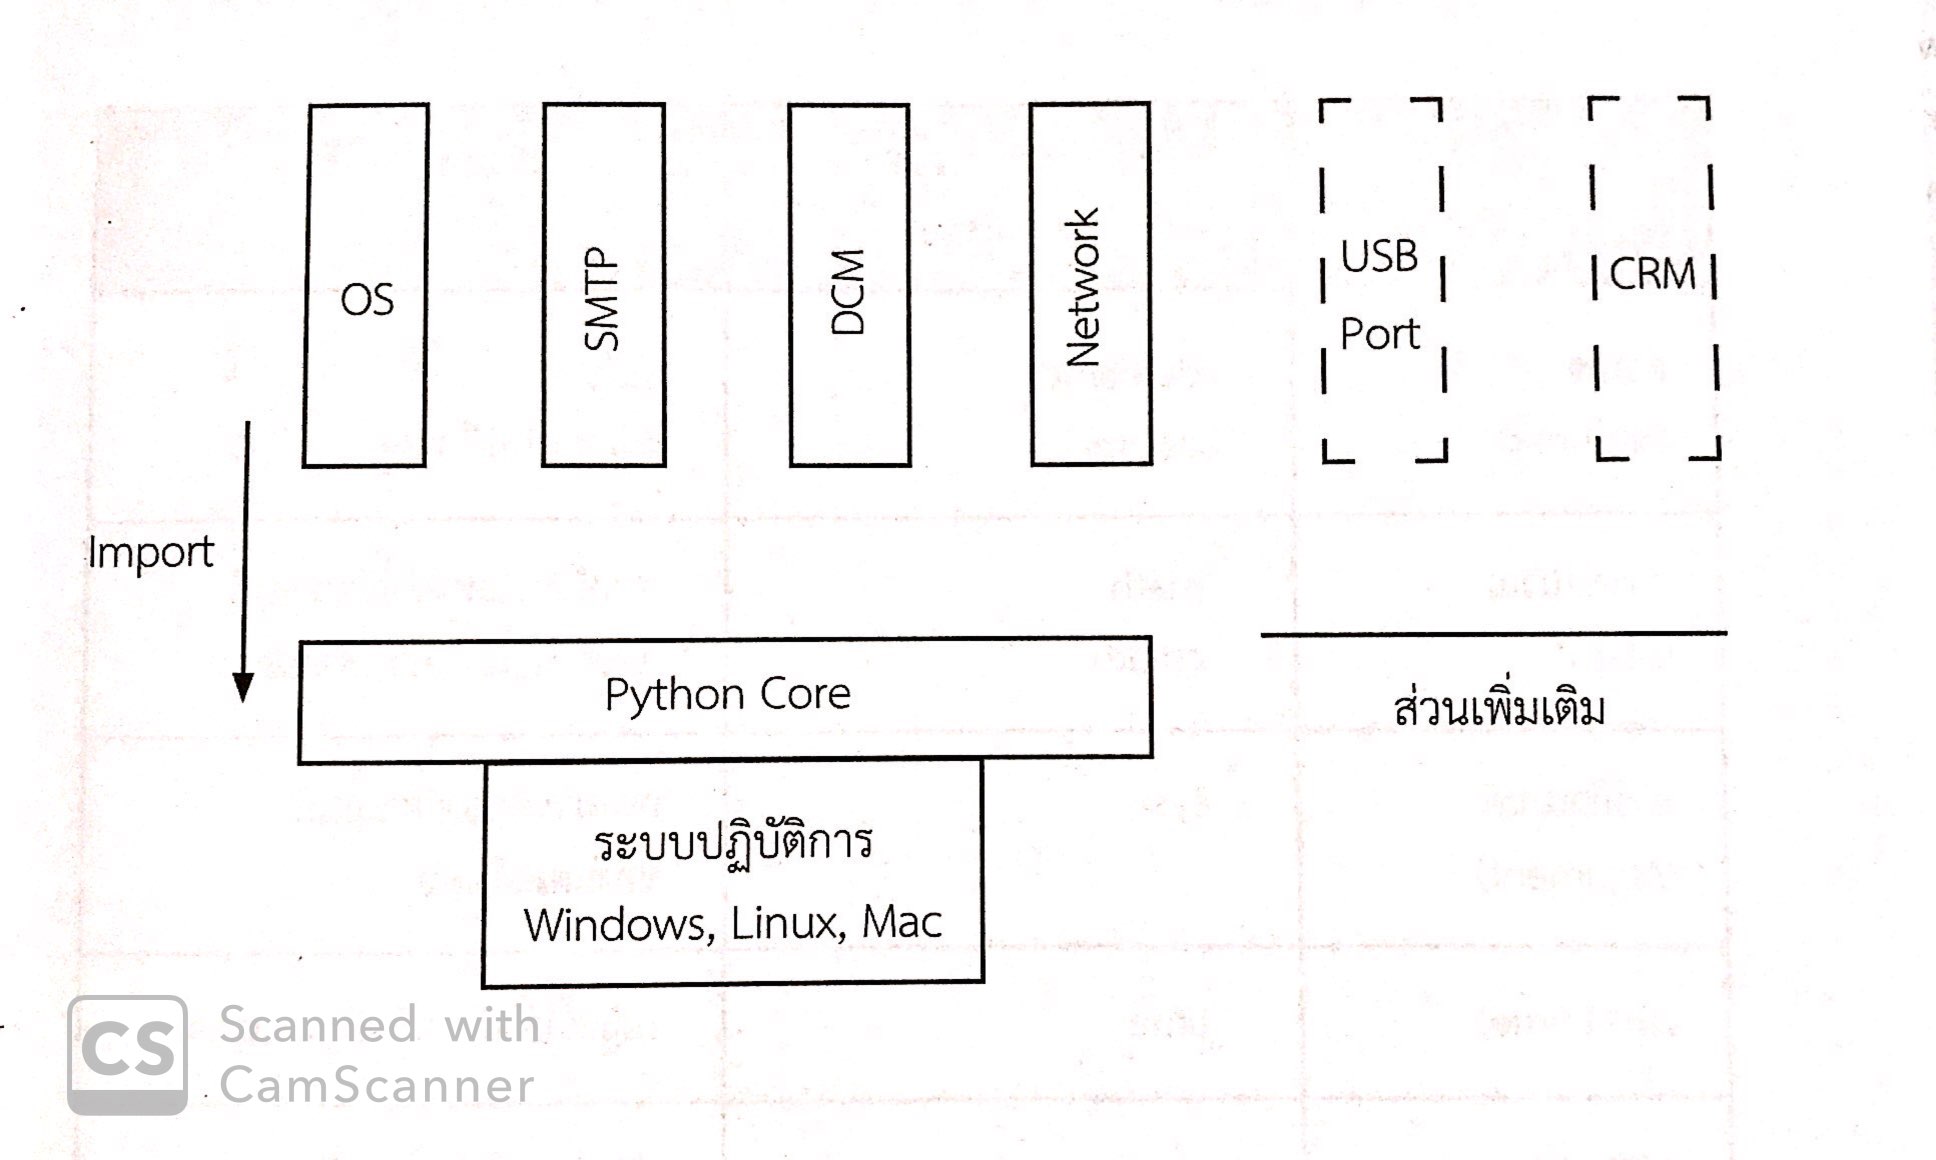 OS
SMTP
DCM
Network
USB
Port
CRM
Import
Python Core
ส่วนเพิ่มเติม
ระบบปฏิบัติการ
Windows, Linux, Mac
CS
Scanned with
CamScanner